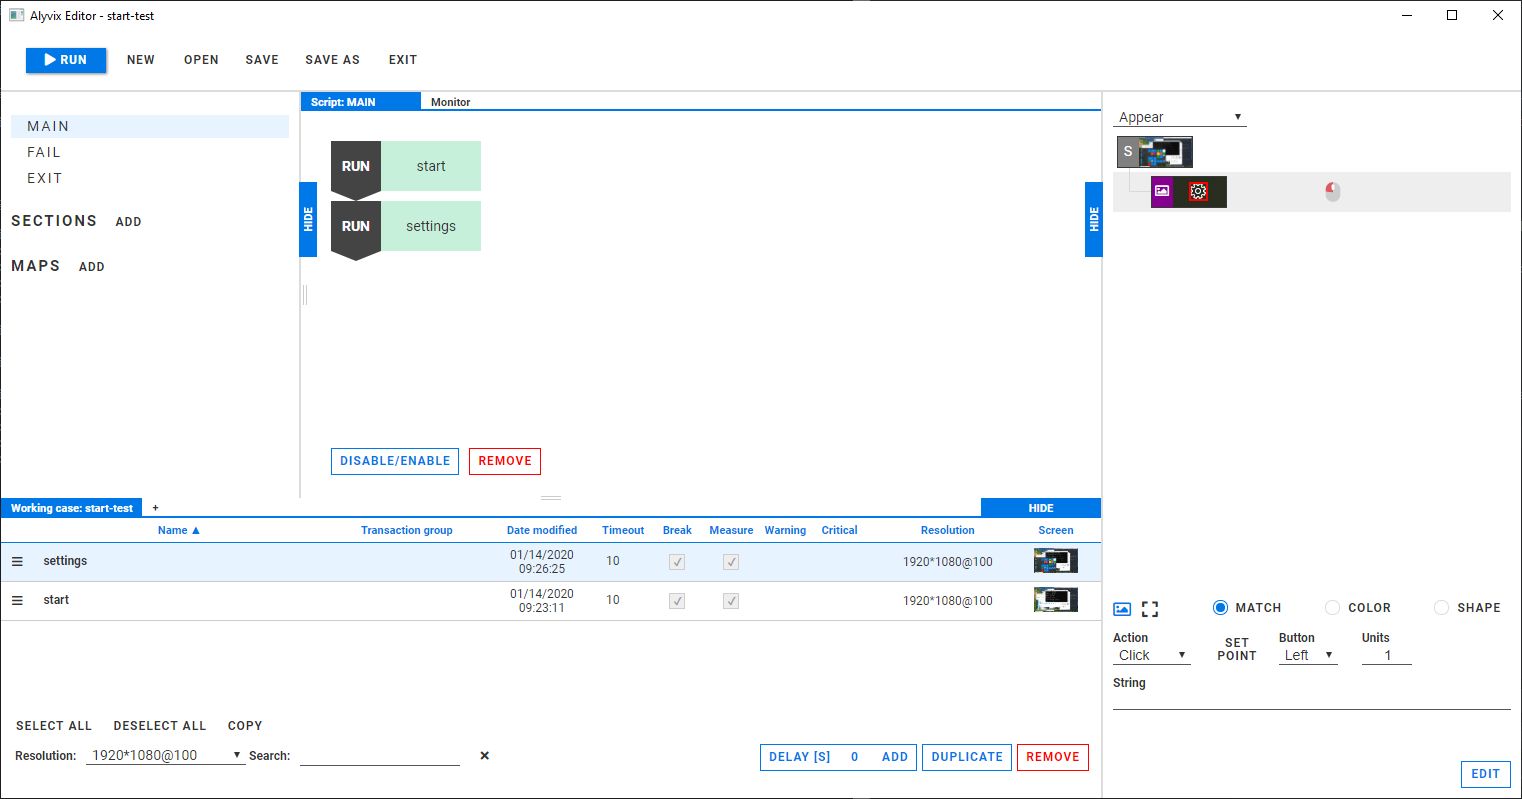 Alyvix Editor - start-test
RUN NEW OPEN SAVE SAVE AS EXIT
MAIN
FAIL
EXIT
SECTIONS ADD
MAPS ADD
HIDE
Script: MAIN Monitor
RUN start
RUN settings
DISABLE/ENABLE REMOVE
HIDE
Appear
S
Working case: start-test + HIDE
Name ▲ Transaction group Date modified Timeout Break Measure Warning Critical Resolution Screen
settings 01/14/2020 09:26:25 10 1920*1080@100
start 01/14/2020 09:23:11 10 1920*1080@100
SELECT ALL DESELECT ALL COPY
Resolution: 1920*1080@100 Search: ×
DELAY [S] 0 ADD DUPLICATE REMOVE
MATCH COLOR SHAPE
Action Button Units
Click SET POINT Left 1
String
EDIT